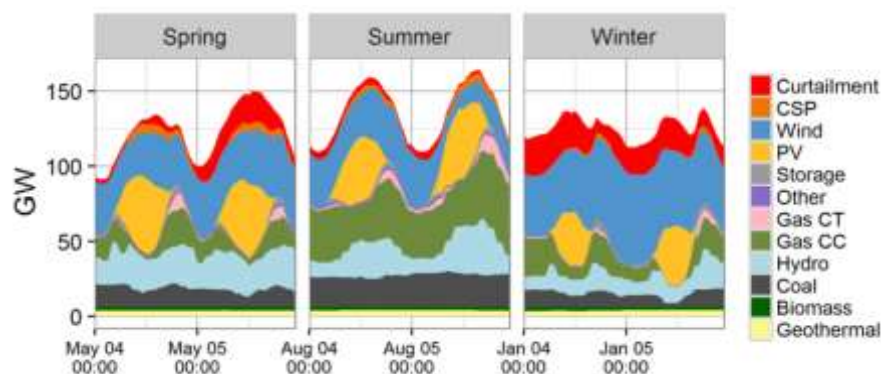 Spring
Summer
Winter
GW
150
100
50
0
May 04
00:00
May 05
00:00
Aug 04
00:00
Aug 05
00:00
Jan 04
00:00
Jan 05
00:00
Curtailment
CSP
Wind
PV
Storage
Other
Gas CT
Gas CC
Hydro
Coal
Biomass
Geothermal